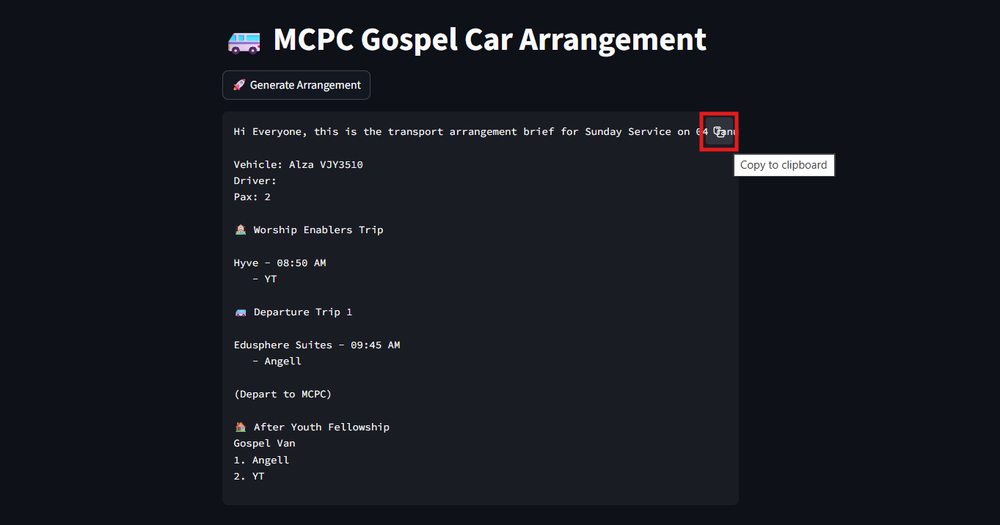 MCPC Gospel Car Arrangement
Generate Arrangement
Hi Everyone, this is the transport arrangement brief for Sunday Service on 04
Copy to clipboard
Vehicle: Alza VJY3510
Driver:
Pax: 2
Worship Enablers Trip
Hyve - 08:50 AM
- YT
Departure Trip 1
Edusphere Suites - 09:45 AM
- Angell
(Depart to MCPC)
After Youth Fellowship
Gospel Van
1. Angell
2. YT